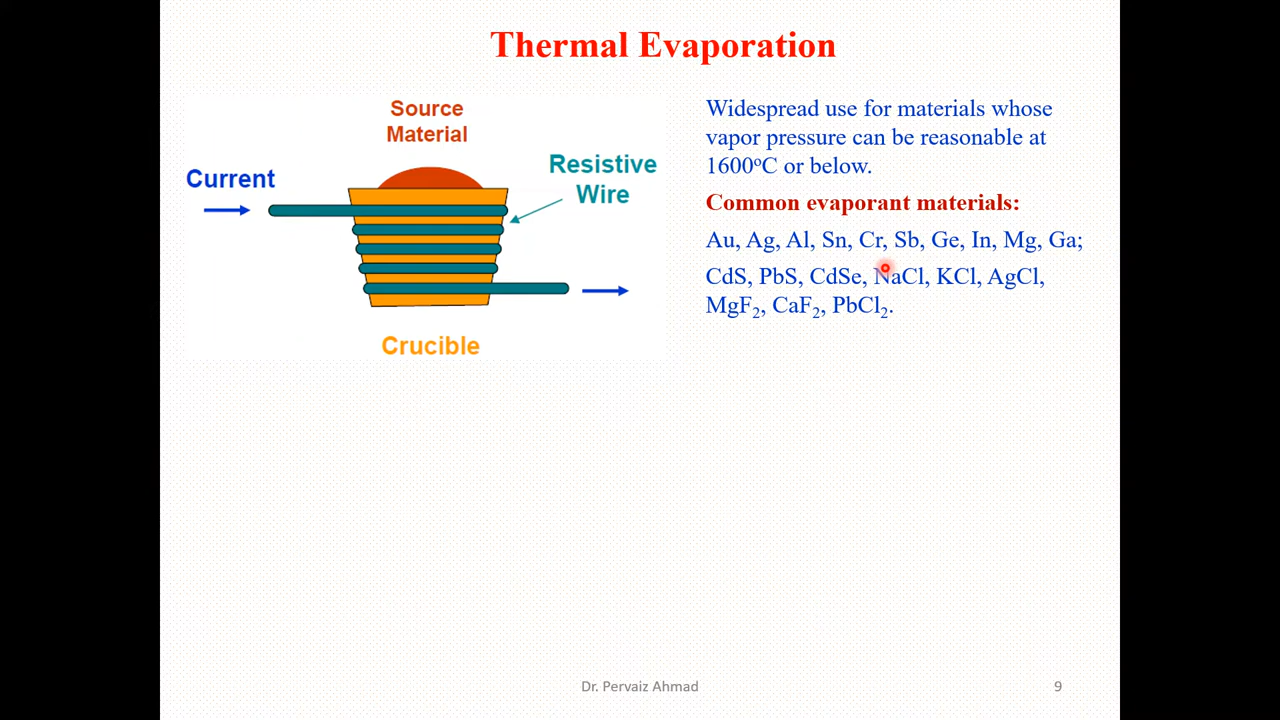 Thermal Evaporation
Source
Material
Current
Resistive
Wire
Crucible
Widespread use for materials whose
vapor pressure can be reasonable at
1600°C or below.
Common evaporant materials:
Au, Ag, Al, Sn, Cr, Sb, Ge, In, Mg, Ga;
CdS, PbS, CdSe, NaCl, KCl, AgCl,
MgF₂, CaF₂, PbCl₂.
Dr. Pervaiz Ahmad
9